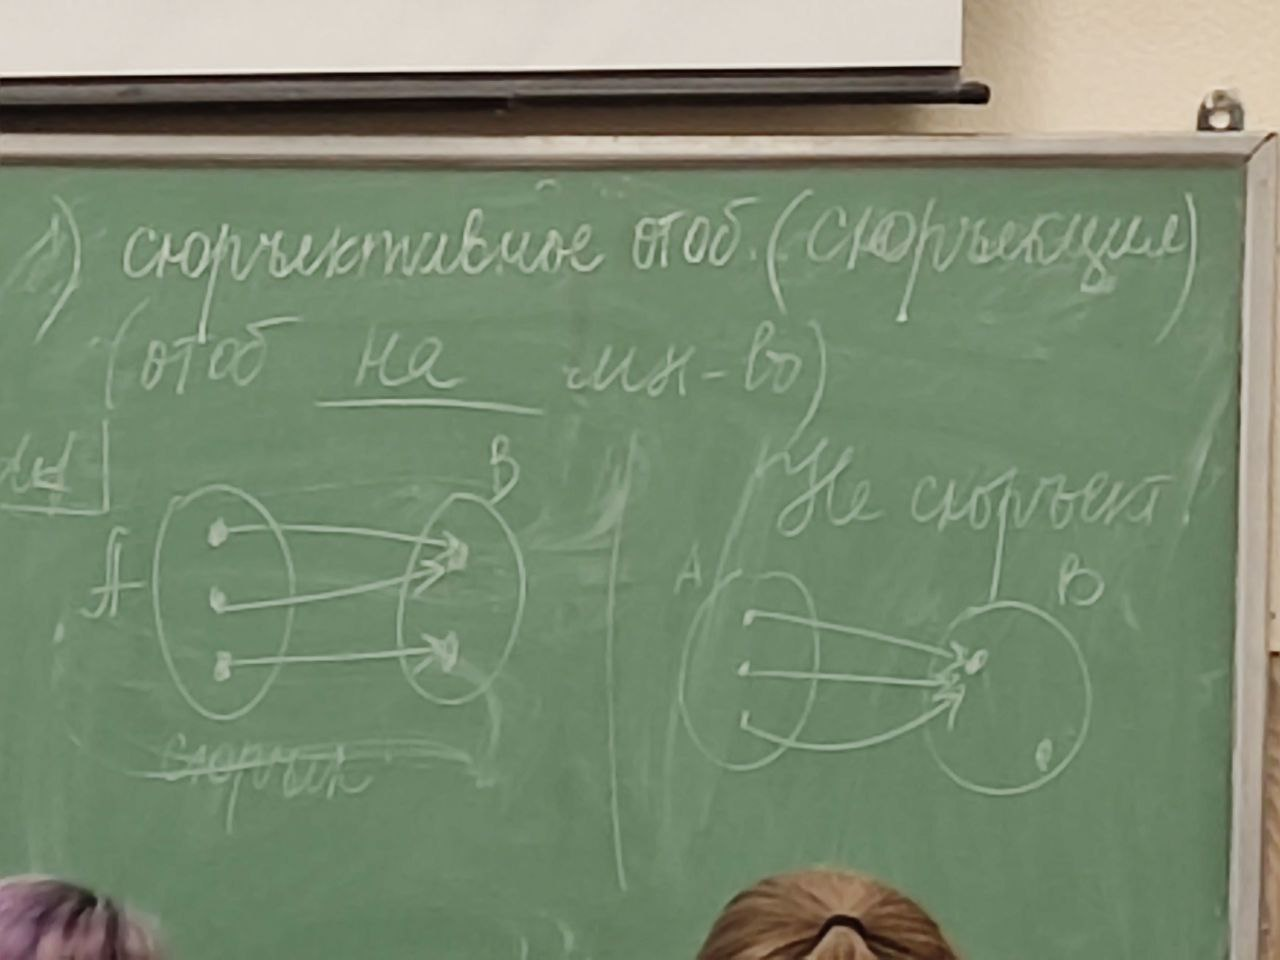 1) сюръективное отоб. (сюръекция)
(отоб на мн-во)
В
Не сюръект.
А
А
В
сюръек